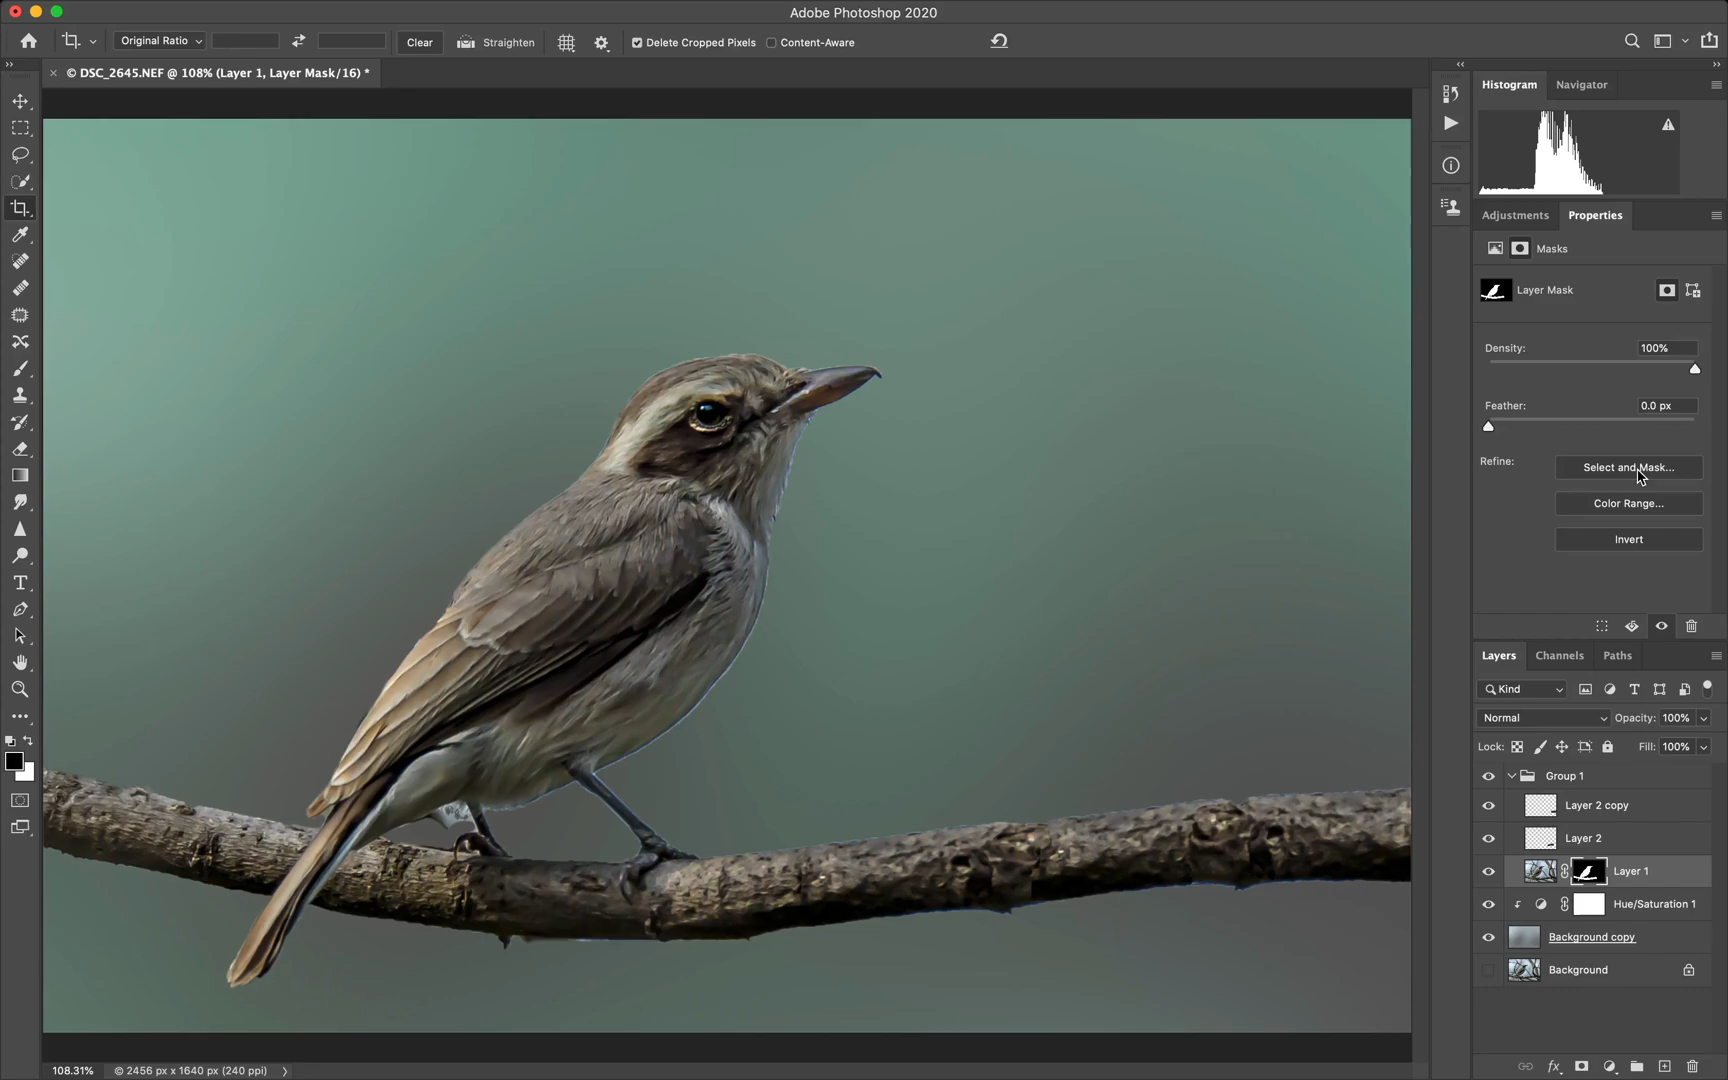 Adobe Photoshop 2020
Original Ratio
Clear
Straighten
Delete Cropped Pixels
Content-Aware
© DSC_2645.NEF @ 108% (Layer 1, Layer Mask/16) *
Histogram
Navigator
Adjustments
Properties
Masks
Layer Mask
Density:
100%
Feather:
0.0 px
Refine:
Select and Mask...
Color Range...
Invert
Layers
Channels
Paths
Kind
Normal
Opacity:
100%
Lock:
Fill:
100%
Group 1
Layer 2 copy
Layer 2
Layer 1
Hue/Saturation 1
Background copy
Background
fx
108.31%
© 2456 px x 1640 px (240 ppi)